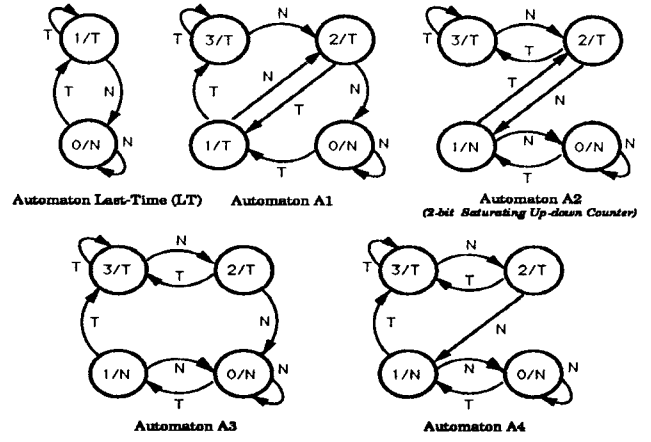 T
1/T
T
N
0/N
N
Automaton Last-Time (LT)
T
3/T
N
2/T
T
N
T
N
1/T
T
0/N
N
Automaton A1
T
3/T
N
T
2/T
T
N
1/N
N
T
0/N
N
Automaton A2
(2-bit Saturating Up-down Counter)
T
3/T
N
T
2/T
T
N
1/N
N
T
0/N
N
Automaton A3
T
3/T
N
T
2/T
T
N
1/N
N
T
0/N
N
Automaton A4